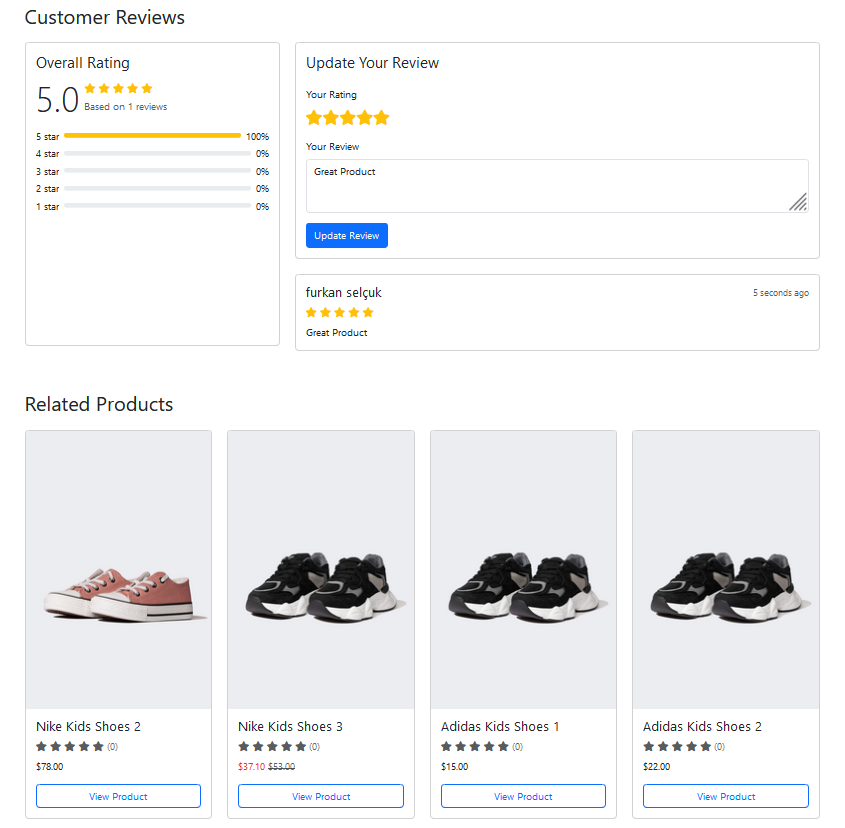 Customer Reviews
Overall Rating
5.0
Based on 1 reviews
5 star 100%
4 star 0%
3 star 0%
2 star 0%
1 star 0%
Update Your Review
Your Rating
Your Review
Great Product
Update Review
furkan selçuk 5 seconds ago
Great Product
Related Products
Nike Kids Shoes 2
(0)
$78.00
View Product
Nike Kids Shoes 3
(0)
$37.10 $53.00
View Product
Adidas Kids Shoes 1
(0)
$15.00
View Product
Adidas Kids Shoes 2
(0)
$22.00
View Product